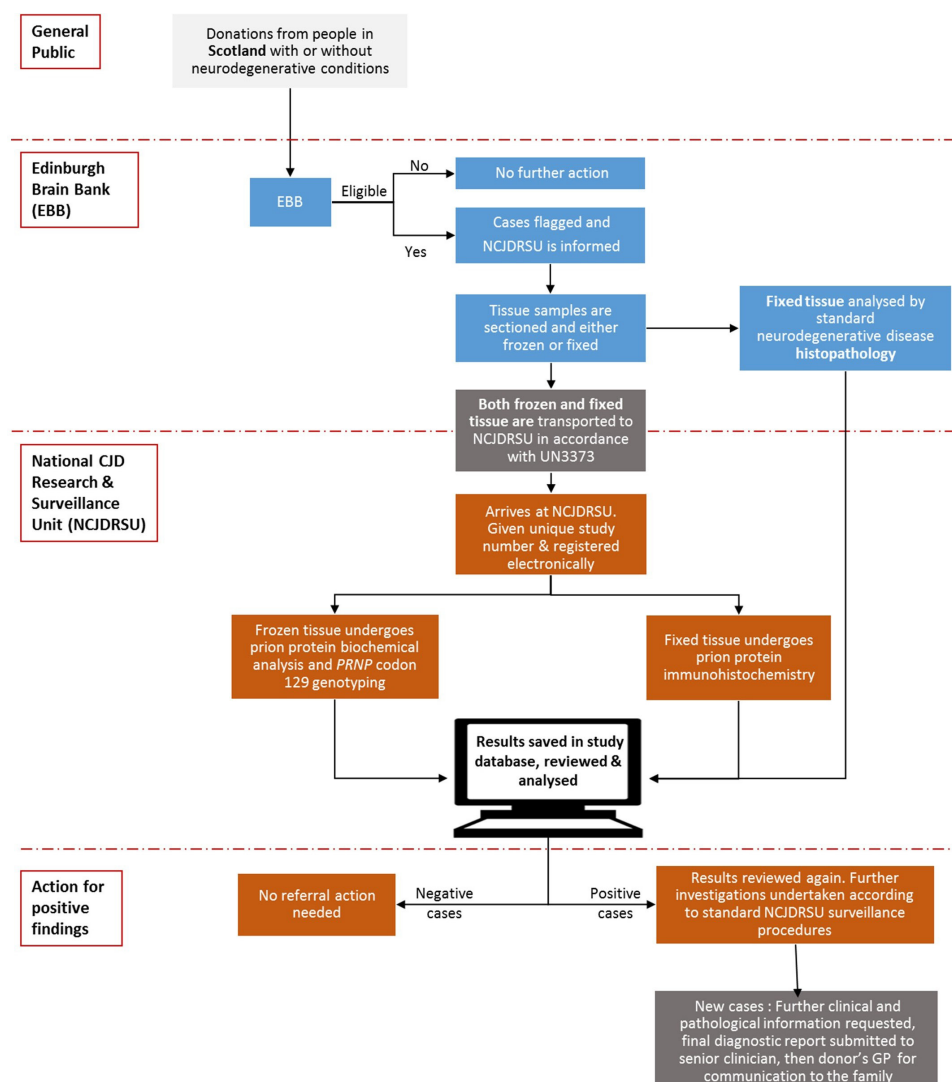 General
Public
Donations from people in
Scotland with or without
neurodegenerative conditions
Edinburgh
Brain Bank
(EBB)
EBB
Eligible
No
No further action
Yes
Cases flagged and
NCJDRSU is informed
Tissue samples are
sectioned and either
frozen or fixed
Fixed tissue analysed by
standard
neurodegenerative disease
histopathology
Both frozen and fixed
tissue are transported to
NCJDRSU in accordance
with UN3373
National CJD
Research &
Surveillance
Unit (NCJDRSU)
Arrives at NCJDRSU.
Given unique study
number & registered
electronically
Frozen tissue undergoes
prion protein biochemical
analysis and PRNP codon
129 genotyping
Fixed tissue undergoes
prion protein
immunohistochemistry
Results saved in study
database, reviewed &
analysed
Action for
positive
findings
No referral action
needed
Negative
cases
Positive
cases
Results reviewed again. Further
investigations undertaken according
to standard NCJDRSU surveillance
procedures
New cases : Further clinical and
pathological information requested,
final diagnostic report submitted to
senior clinician, then donor's GP for
communication to the family